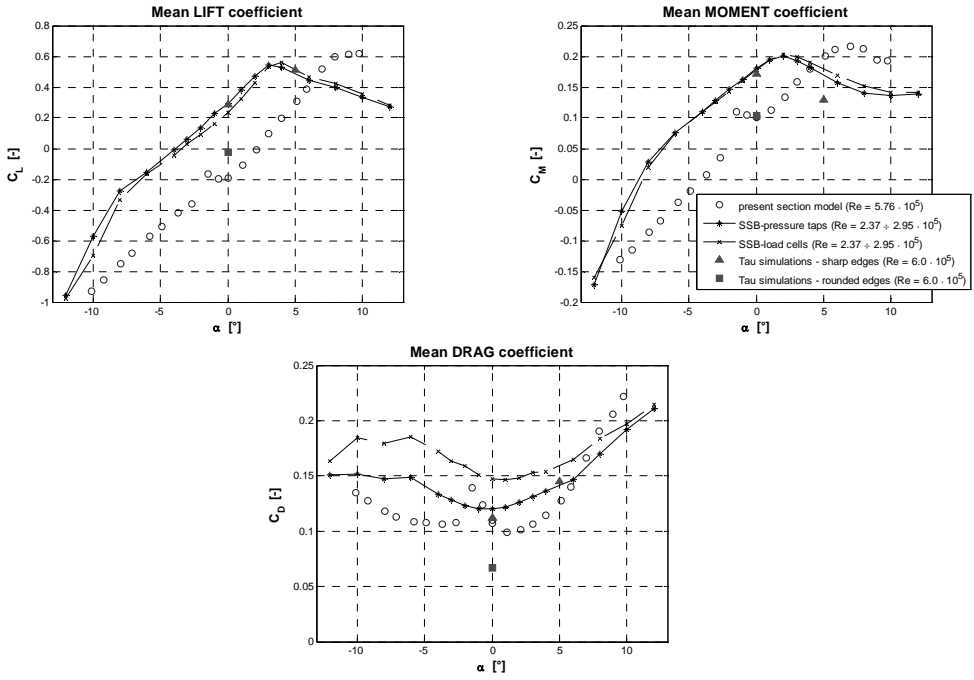 Mean LIFT coefficient
0.8
0.6
0.4
0.2
0
0.2
0.4
0.6
0.8
-1
C_L [-]
-10
-5
0
5
10
α [°]
Mean MOMENT coefficient
0.25
0.2
0.15
0.1
0.05
0
0.05
0.1
0.15
-0.2
C_M [-]
-10
-5
0
5
10
α [°]
present section model (Re = 5.76 · 10^5)
SSB-pressure taps (Re = 2.37 ÷ 2.95 · 10^5)
SSB-load cells (Re = 2.37 ÷ 2.95 · 10^5)
Tau simulations - sharp edges (Re = 6.0 · 10^5)
Tau simulations - rounded edges (Re = 6.0 · 10^5)
Mean DRAG coefficient
0.25
0.2
0.15
0.1
0.05
0
C_D [-]
-10
-5
0
5
10
α [°]